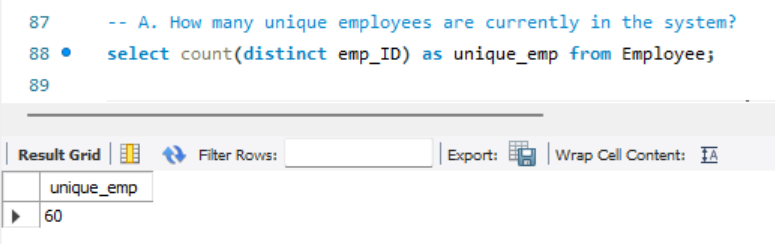 87 -- A. How many unique employees are currently in the system?
88 select count(distinct emp_ID) as unique_emp from Employee;
89
Result Grid Filter Rows: Export: Wrap Cell Content: IA
unique_emp
60